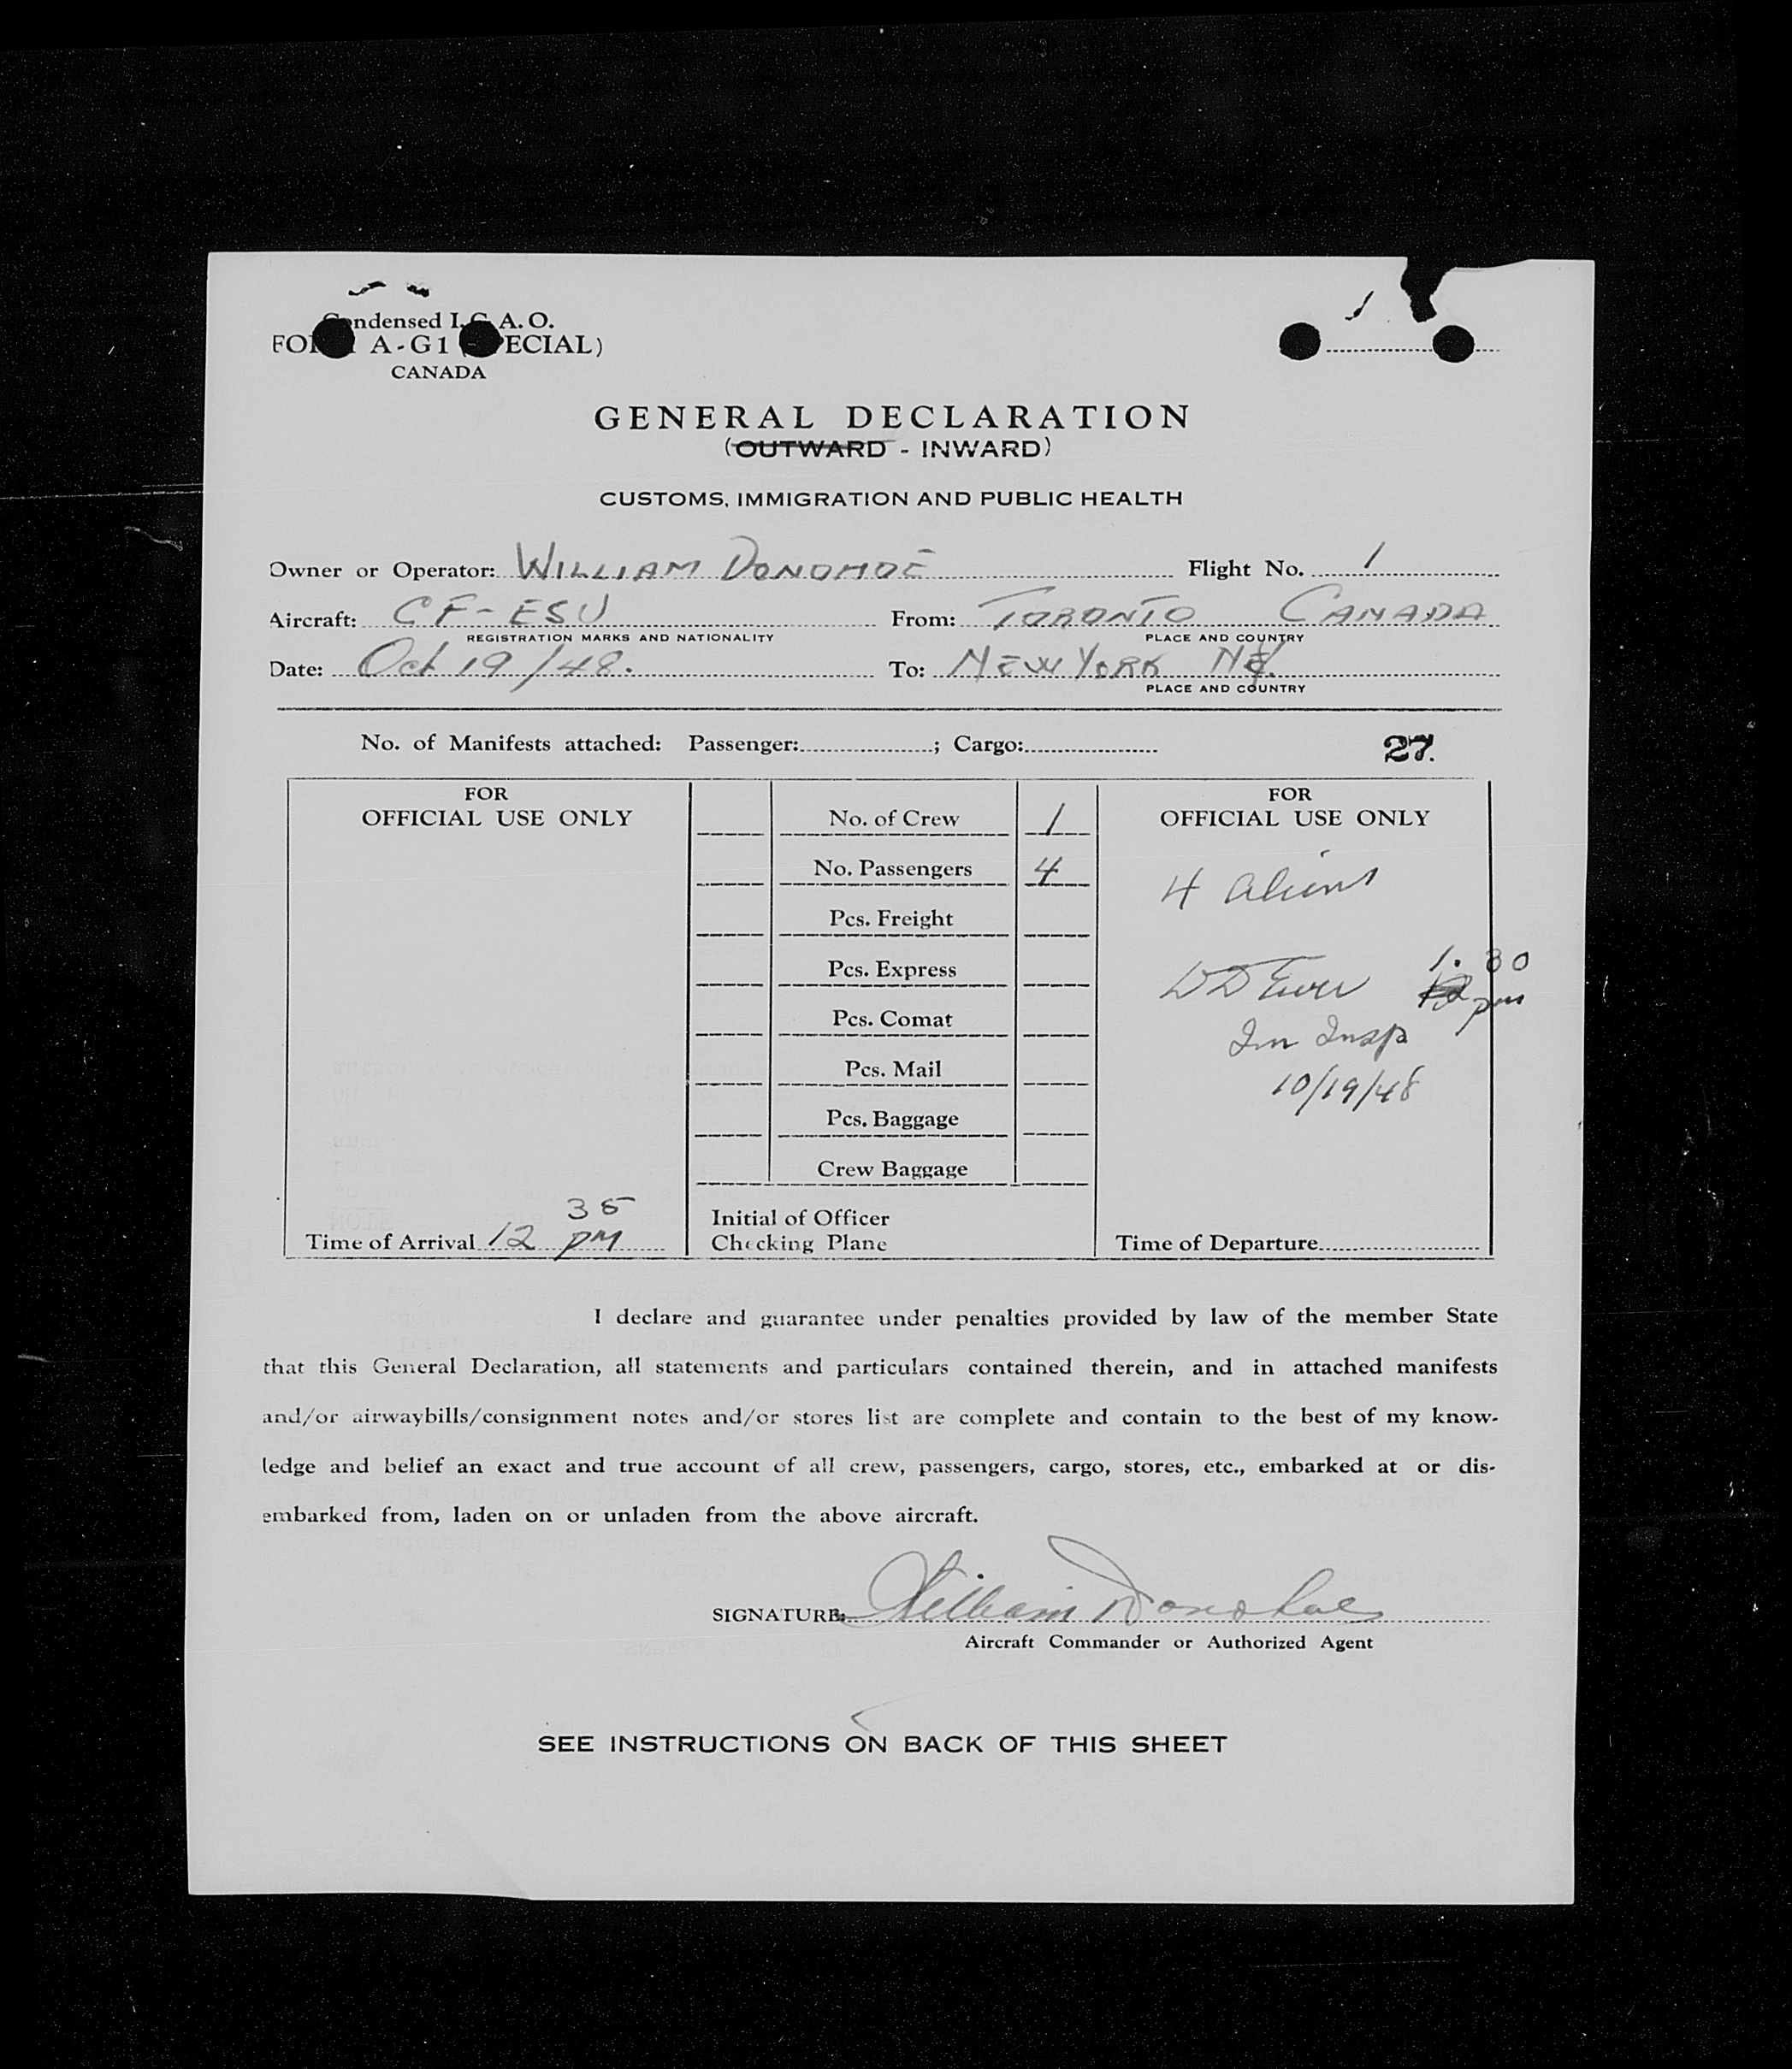 Condensed I.C.A.O.
FORM A-G1 (SPECIAL)
CANADA
GENERAL DECLARATION
(OUTWARD - INWARD)
CUSTOMS, IMMIGRATION AND PUBLIC HEALTH
Owner or Operator: WILLIAM DONOHOE Flight No. 1
Aircraft: CF-ESU From: TORONTO CANADA
REGISTRATION MARKS AND NATIONALITY PLACE AND COUNTRY
Date: Oct 19/48. To: NEW YORK NY.
PLACE AND COUNTRY
No. of Manifests attached: Passenger: ; Cargo: 27.
FOR
OFFICIAL USE ONLY
No. of Crew 1
No. Passengers 4
Pcs. Freight
Pcs. Express
Pcs. Comat
Pcs. Mail
Pcs. Baggage
Crew Baggage
FOR
OFFICIAL USE ONLY
4 aliens
1.30
pm
Im Insp
10/19/48
35
Time of Arrival 12 PM
Initial of Officer
Checking Plane
Time of Departure
I declare and guarantee under penalties provided by law of the member State
that this General Declaration, all statements and particulars contained therein, and in attached manifests
and/or airwaybills/consignment notes and/or stores list are complete and contain to the best of my know-
ledge and belief an exact and true account of all crew, passengers, cargo, stores, etc., embarked at or dis-
embarked from, laden on or unladen from the above aircraft.
SIGNATURE: William Donohoe
Aircraft Commander or Authorized Agent
SEE INSTRUCTIONS ON BACK OF THIS SHEET